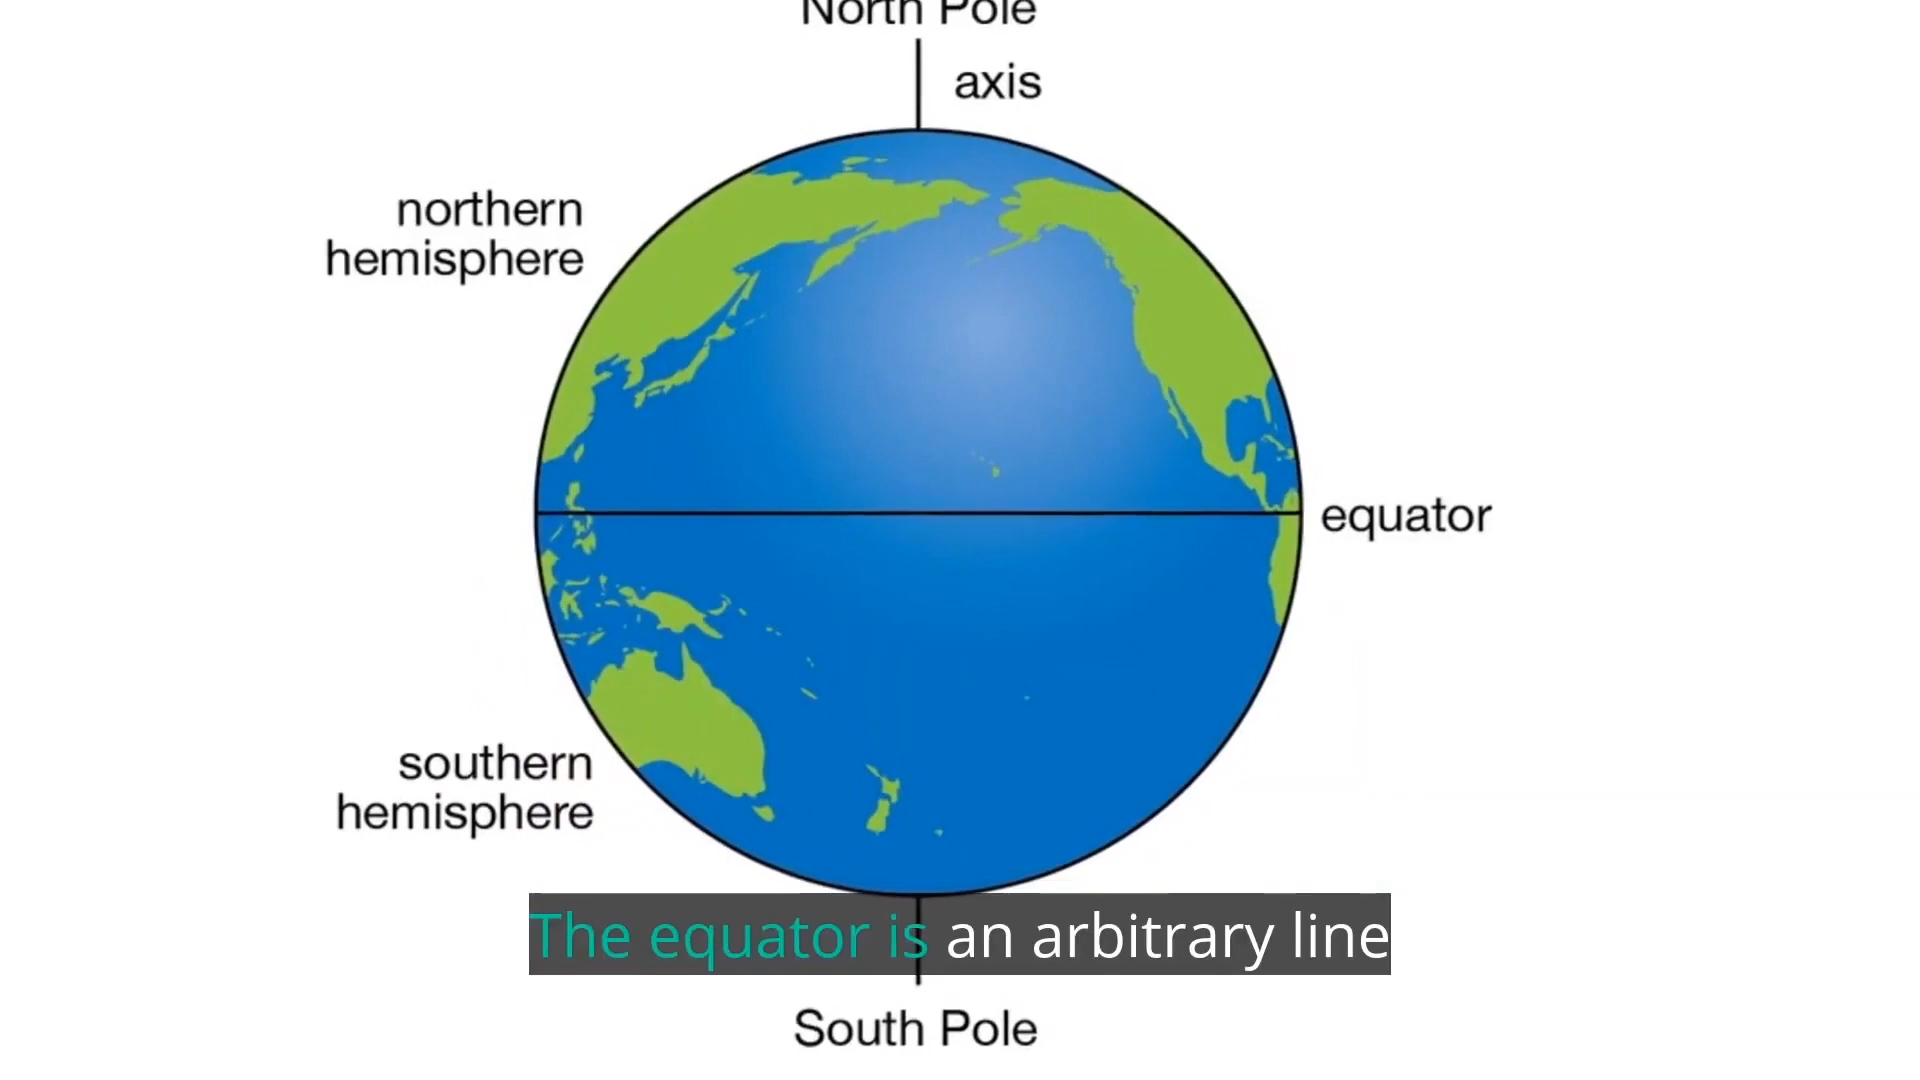 North Pole
axis
northern
hemisphere
equator
southern
hemisphere
The equator is an arbitrary line
South Pole